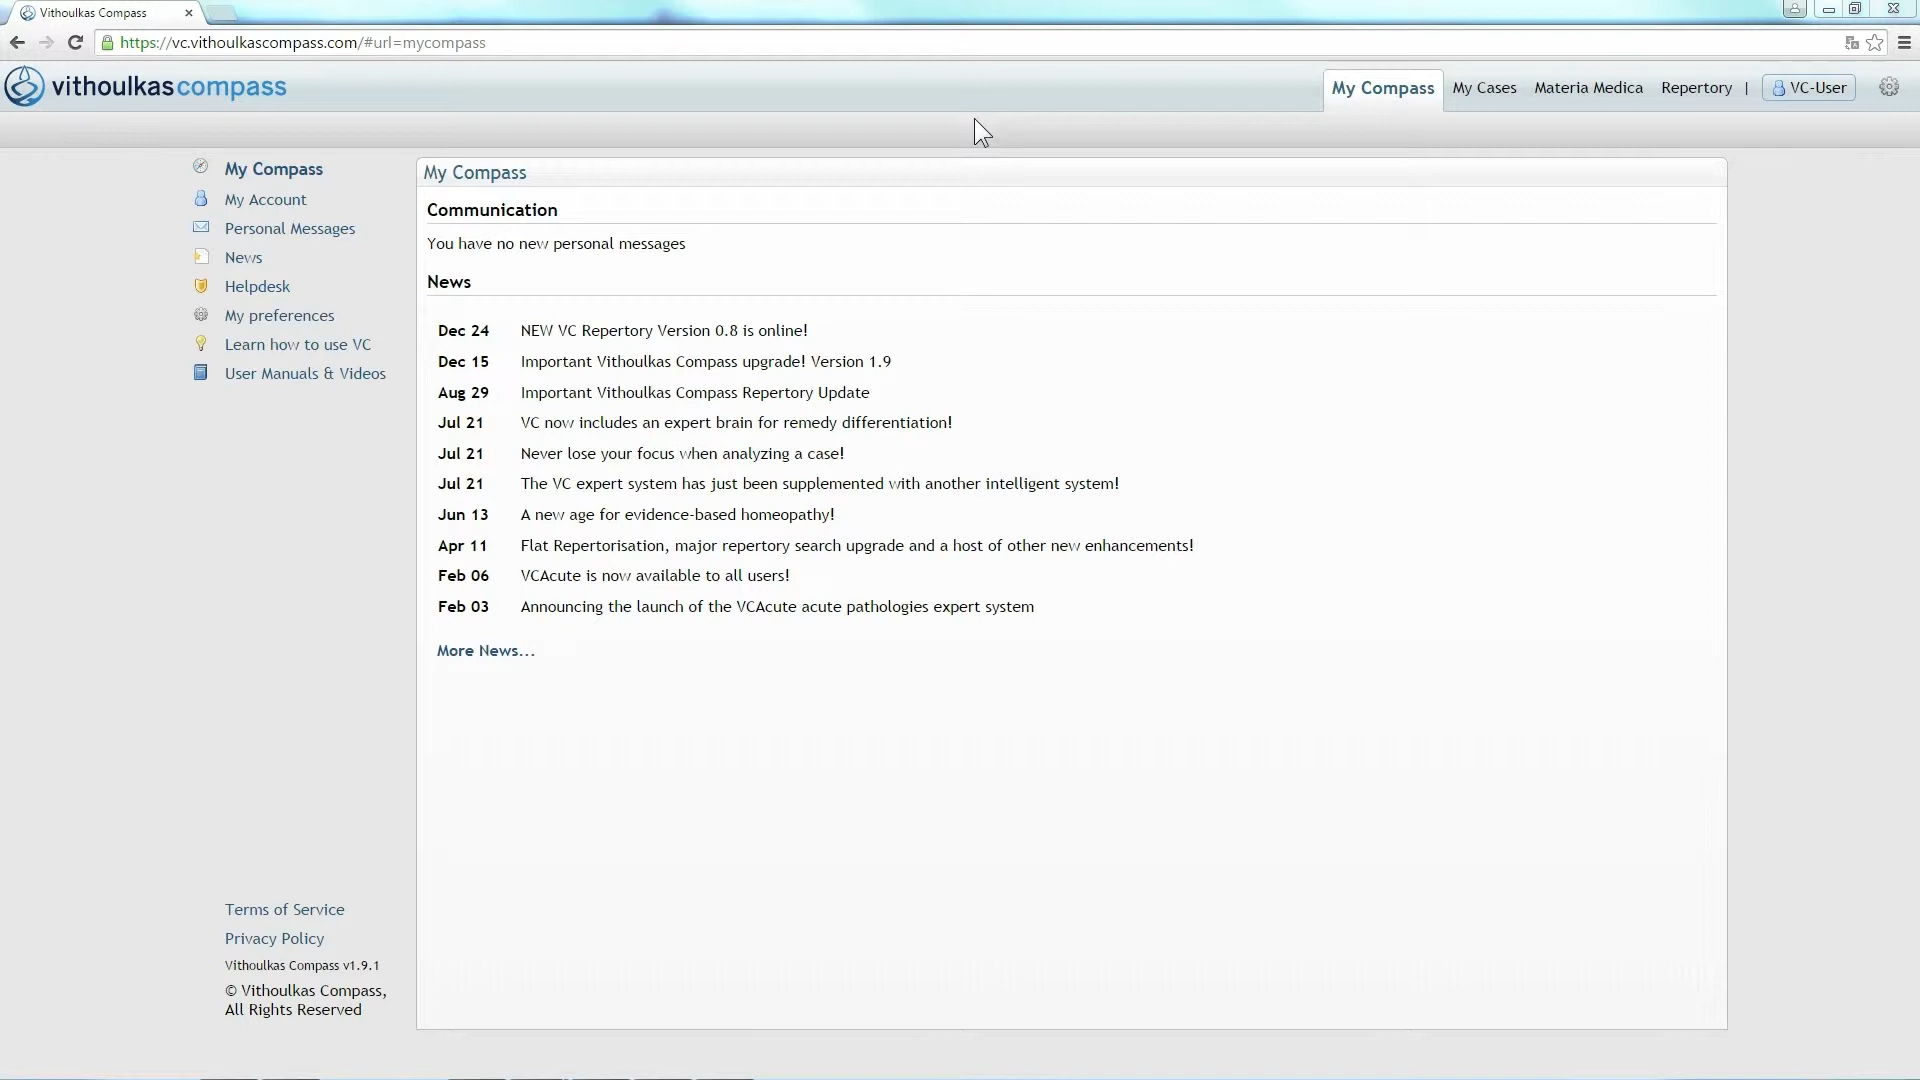 Vithoulkas Compass
https://vc.vithoulkascompass.com/#url=mycompass
vithoulkascompass
My Compass
My Cases
Materia Medica
Repertory
|
VC-User
My Compass
My Account
Personal Messages
News
Helpdesk
My preferences
Learn how to use VC
User Manuals & Videos
My Compass
Communication
You have no new personal messages
News
Dec 24 NEW VC Repertory Version 0.8 is online!
Dec 15 Important Vithoulkas Compass upgrade! Version 1.9
Aug 29 Important Vithoulkas Compass Repertory Update
Jul 21 VC now includes an expert brain for remedy differentiation!
Jul 21 Never lose your focus when analyzing a case!
Jul 21 The VC expert system has just been supplemented with another intelligent system!
Jun 13 A new age for evidence-based homeopathy!
Apr 11 Flat Repertorisation, major repertory search upgrade and a host of other new enhancements!
Feb 06 VCAcute is now available to all users!
Feb 03 Announcing the launch of the VCAcute acute pathologies expert system
More News...
Terms of Service
Privacy Policy
Vithoulkas Compass v1.9.1
© Vithoulkas Compass,
All Rights Reserved